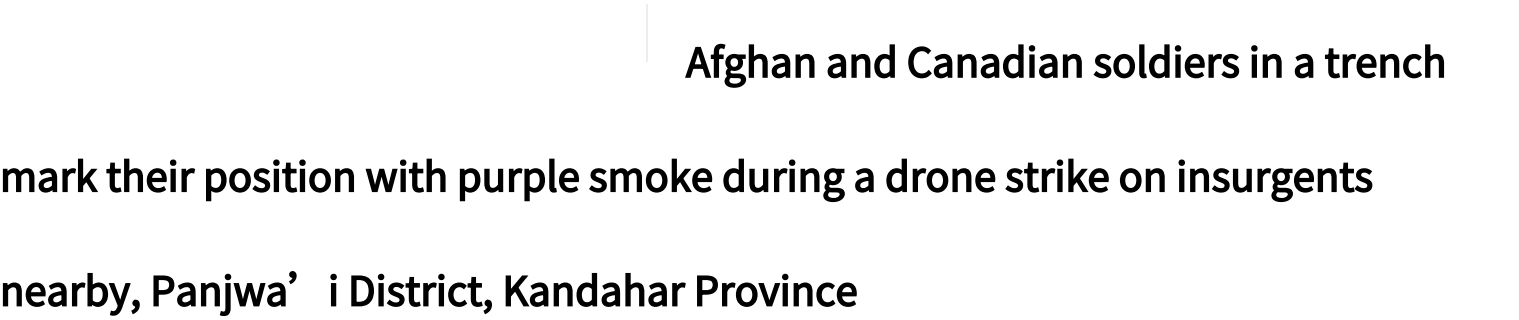 Afghan and Canadian soldiers in a trench
mark their position with purple smoke during a drone strike on insurgents
nearby, Panjwa’i District, Kandahar Province